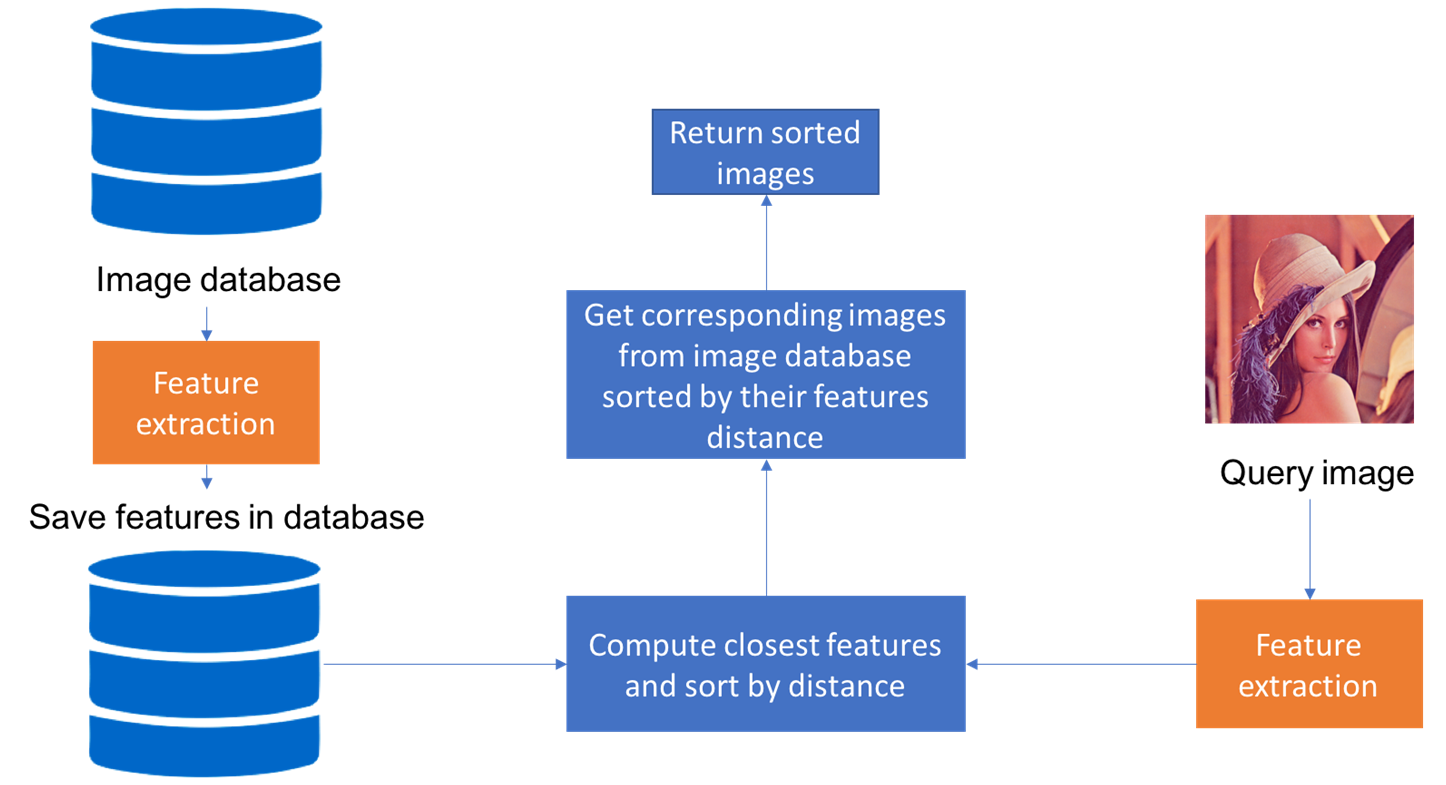 Image database
Feature
extraction
Save features in database
Return sorted
images
Get corresponding images
from image database
sorted by their features
distance
Compute closest features
and sort by distance
Query image
Feature
extraction